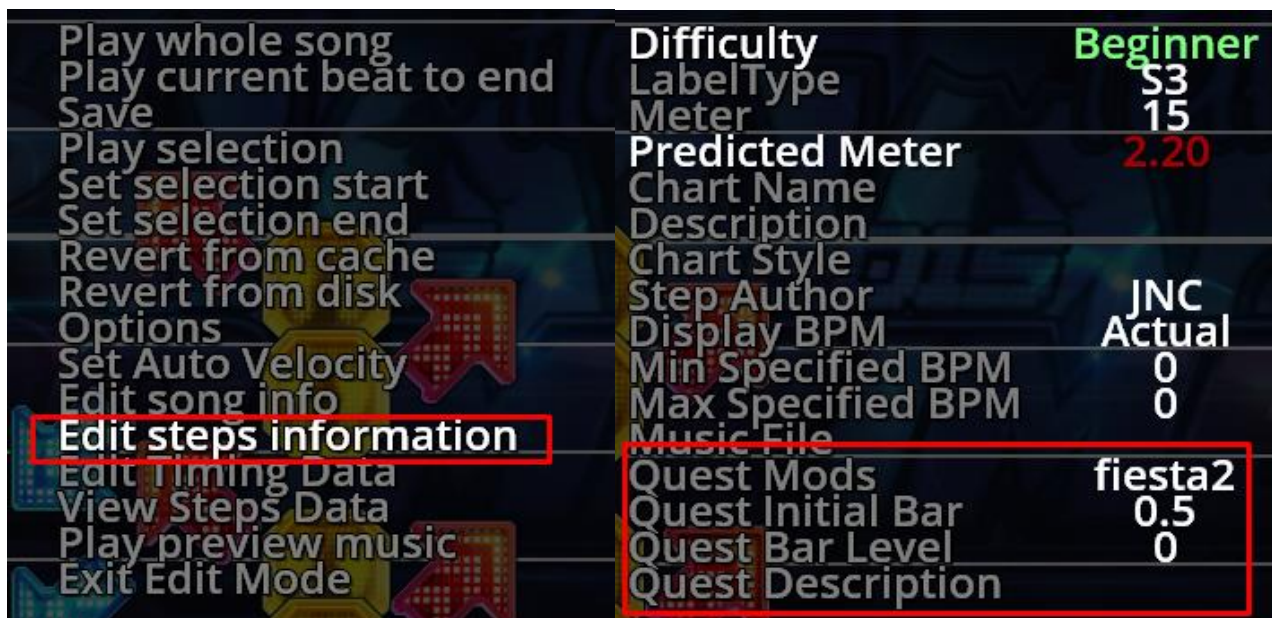 Play whole song
Play current beat to end
Save
Play selection
Set selection start
Set selection end
Revert from cache
Revert from disk
Options
Set Auto Velocity
Edit song info
Edit steps information
Edit Timing Data
View Steps Data
Play preview music
Exit Edit Mode
Difficulty Beginner
LabelType S3
Meter 15
Predicted Meter 2.20
Chart Name
Description
Chart Style
Step Author JNC
Display BPM Actual
Min Specified BPM 0
Max Specified BPM 0
Music File
Quest Mods fiesta2
Quest Initial Bar 0.5
Quest Bar Level 0
Quest Description